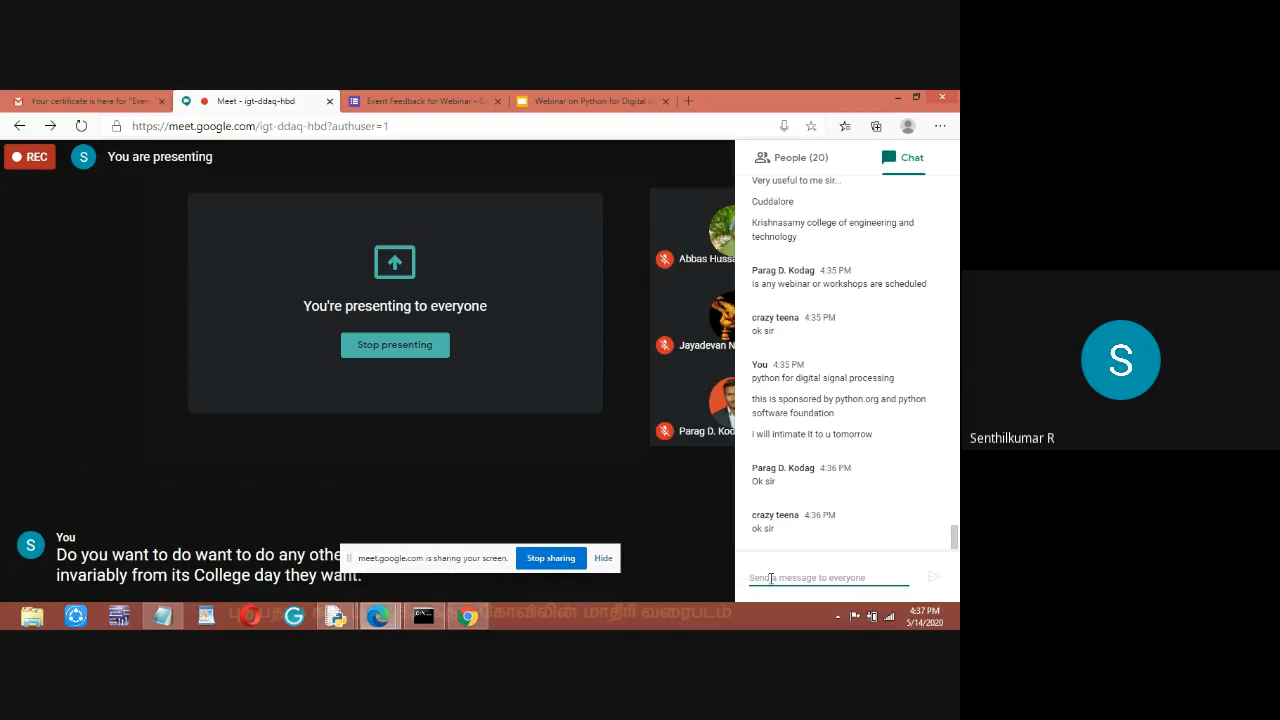 Your certificate is here for "Even
Meet - igt-ddaq-hbd
Event Feedback for Webinar - G
Webinar on Python for Digital I
https://meet.google.com/igt-ddaq-hbd?authuser=1
REC
S
You are presenting
You're presenting to everyone
Stop presenting
Abbas Huss
Jayadevan N
Parag D. Kod
People (20)
Chat
Very useful to me sir...
Cuddalore
Krishnasamy college of engineering and
technology
Parag D. Kodag 4:35 PM
Is any webinar or workshops are scheduled
crazy teena 4:35 PM
ok sir
You 4:35 PM
python for digital signal processing
this is sponsored by python.org and python
software foundation
i will intimate it to u tomorrow
Parag D. Kodag 4:36 PM
Ok sir
crazy teena 4:36 PM
ok sir
Send a message to everyone
S
You
Do you want to do want to do any othe
invariably from its College day they want.
meet.google.com is sharing your screen.
Stop sharing
Hide
கோவிலின் மாதிரி வரைபடம்
4:37 PM
5/14/2020
S
Senthilkumar R